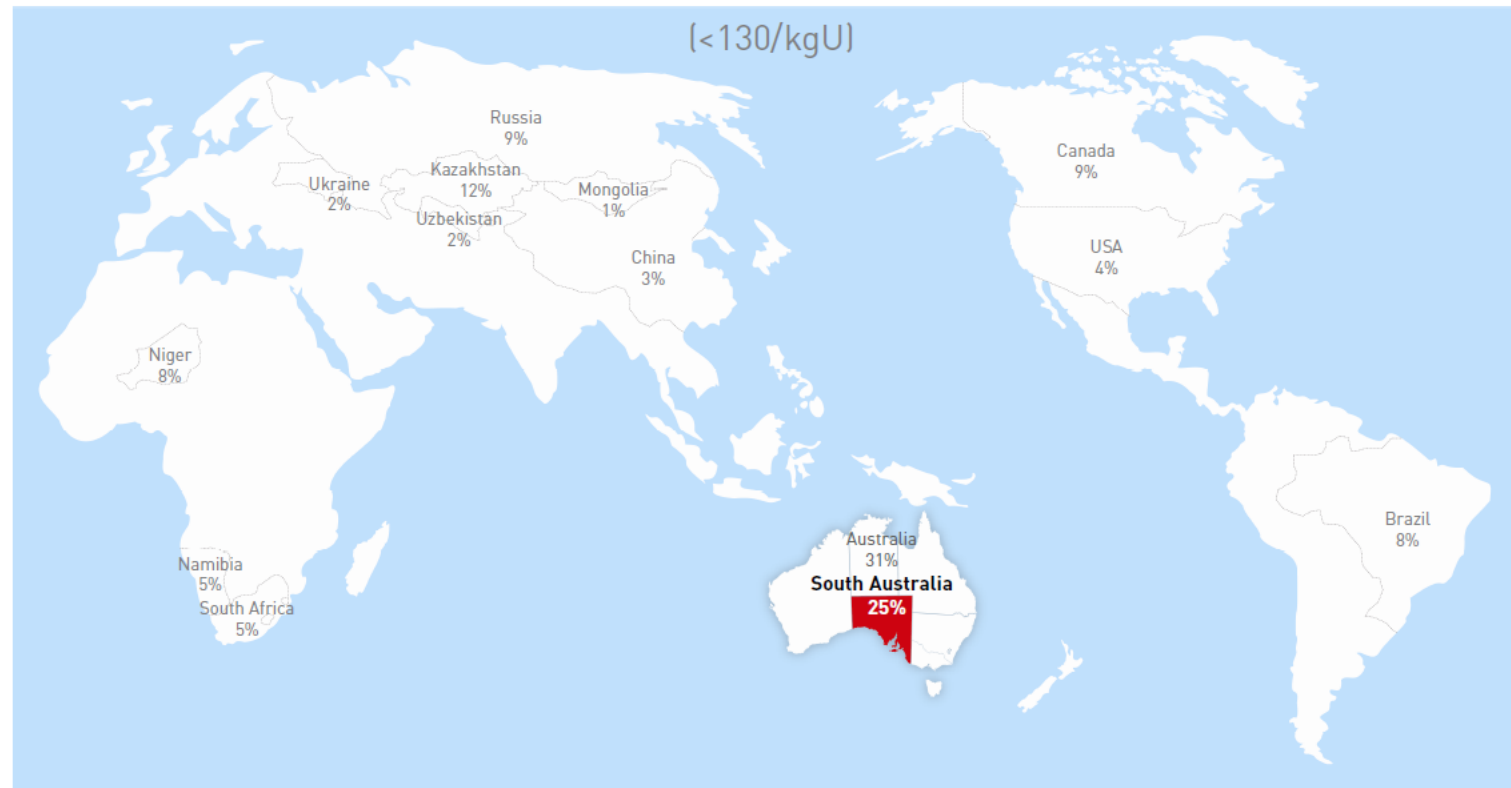 (<130/kgU)
Russia
9%
Kazakhstan
12%
Ukraine
2%
Mongolia
1%
Uzbekistan
2%
China
3%
Canada
9%
USA
4%
Niger
8%
Brazil
8%
Australia
31%
South Australia
25%
Namibia
5%
South Africa
5%